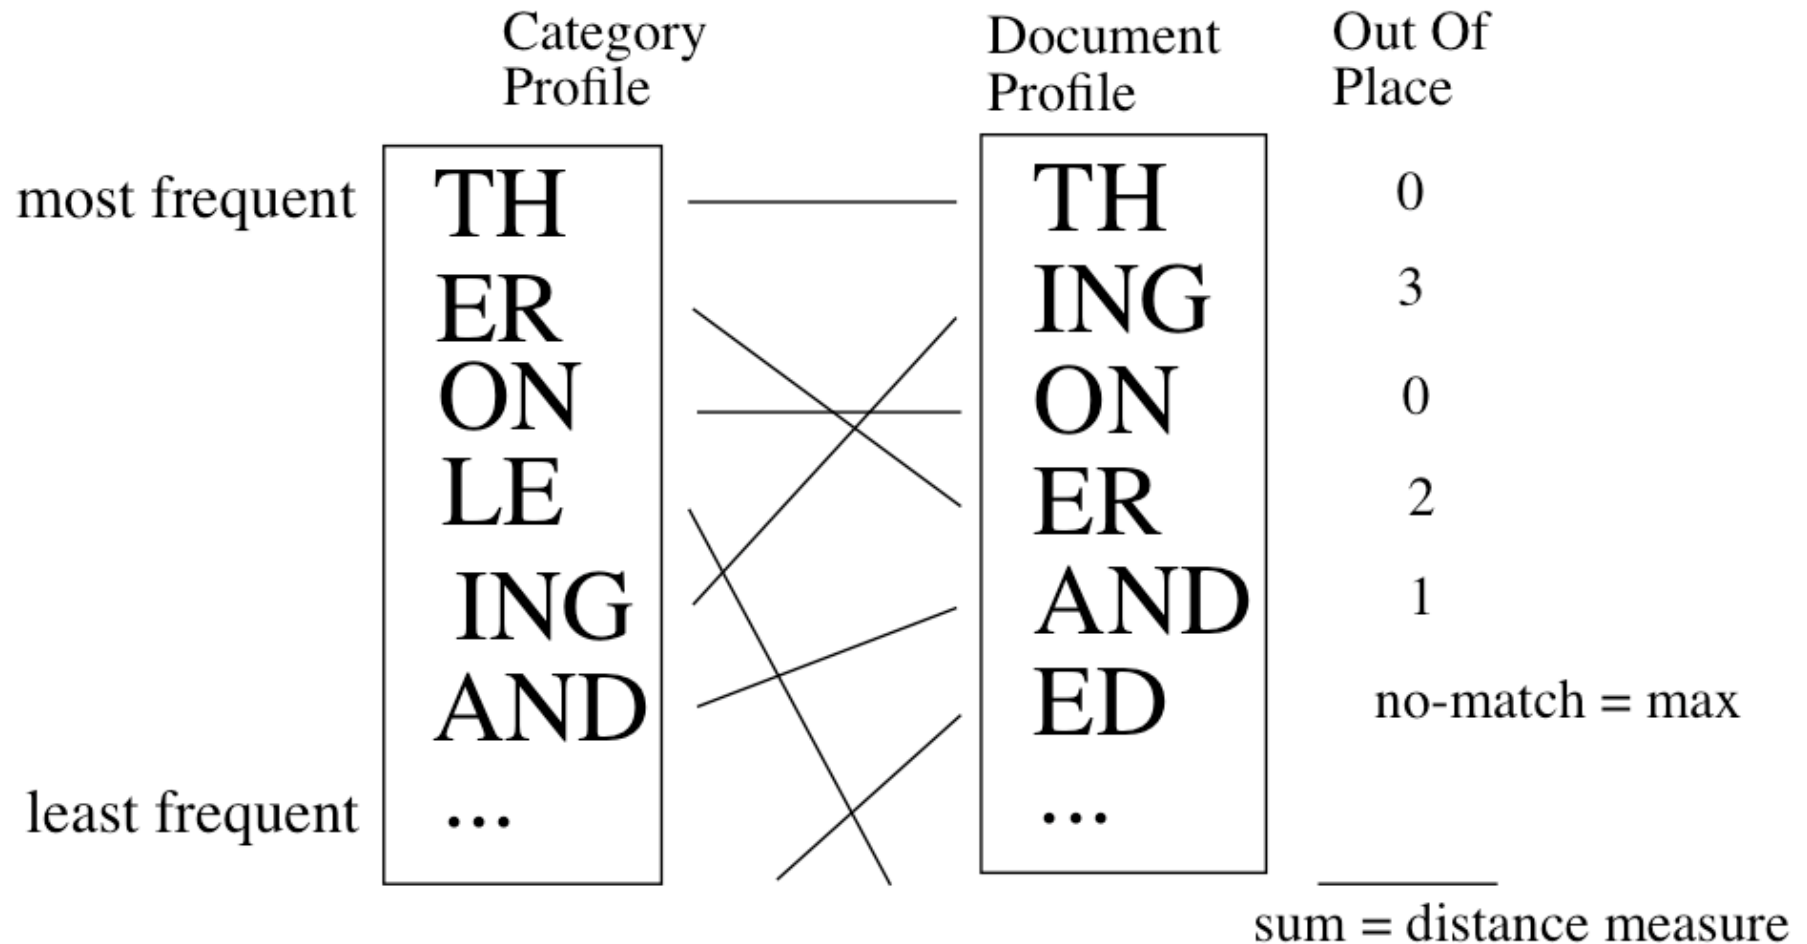 Category
Profile
Document
Profile
Out Of
Place
most frequent
TH
ER
ON
LE
ING
AND
...
least frequent
TH
ING
ON
ER
AND
ED
...
0
3
0
2
1
no-match = max
sum = distance measure